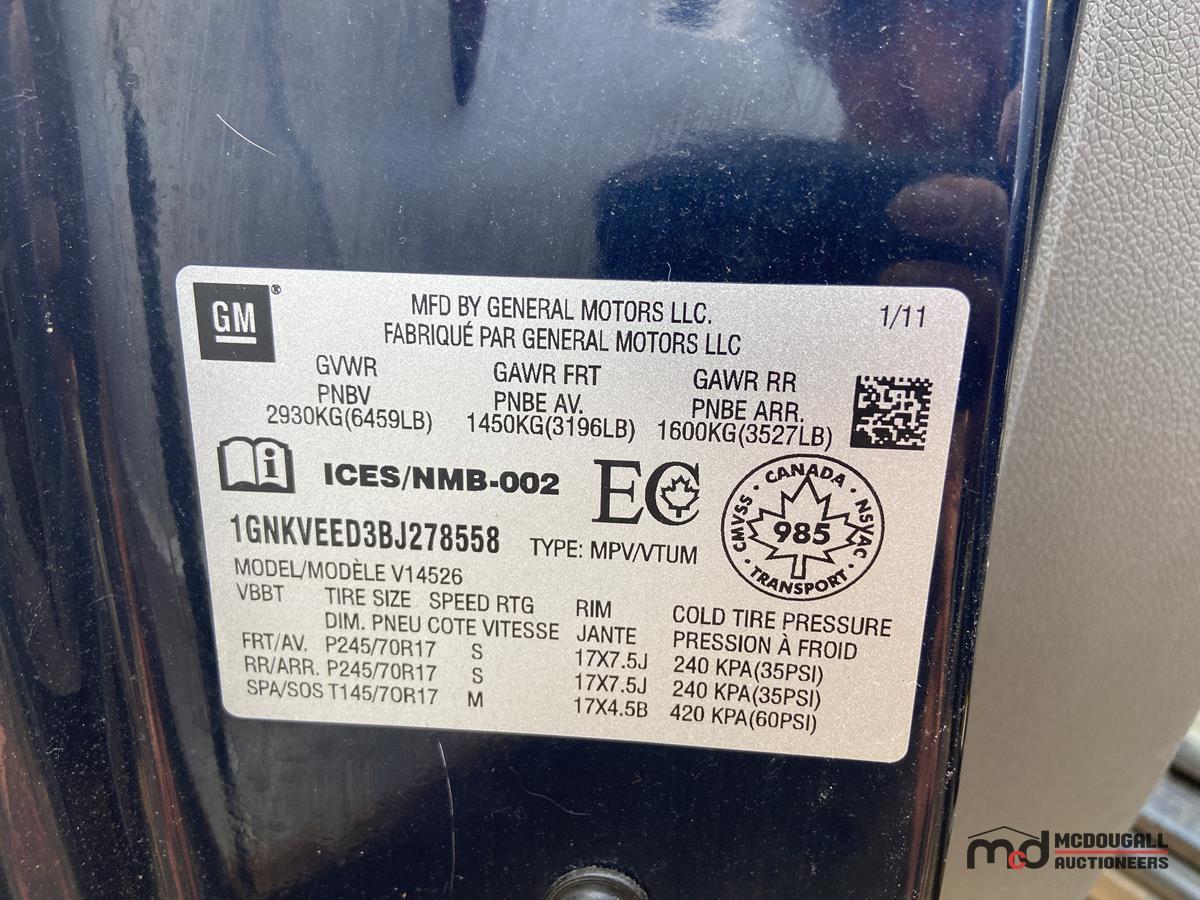 GM®
MFD BY GENERAL MOTORS LLC. 1/11
FABRIQUÉ PAR GENERAL MOTORS LLC
GVWR GAWR FRT GAWR RR
PNBV PNBE AV. PNBE ARR.
2930KG(6459LB) 1450KG(3196LB) 1600KG(3527LB)
i ICES/NMB-002 EC
CANADA · NSVAC · TRANSPORT · CMVSS ·
985
1GNKVEED3BJ278558 TYPE: MPV/VTUM
MODEL/MODÈLE V14526
VBBT TIRE SIZE SPEED RTG RIM COLD TIRE PRESSURE
DIM. PNEU COTE VITESSE JANTE PRESSION À FROID
FRT/AV. P245/70R17 S 17X7.5J 240 KPA(35PSI)
RR/ARR. P245/70R17 S 17X7.5J 240 KPA(35PSI)
SPA/SOS T145/70R17 M 17X4.5B 420 KPA(60PSI)
mcd MCDOUGALL
AUCTIONEERS